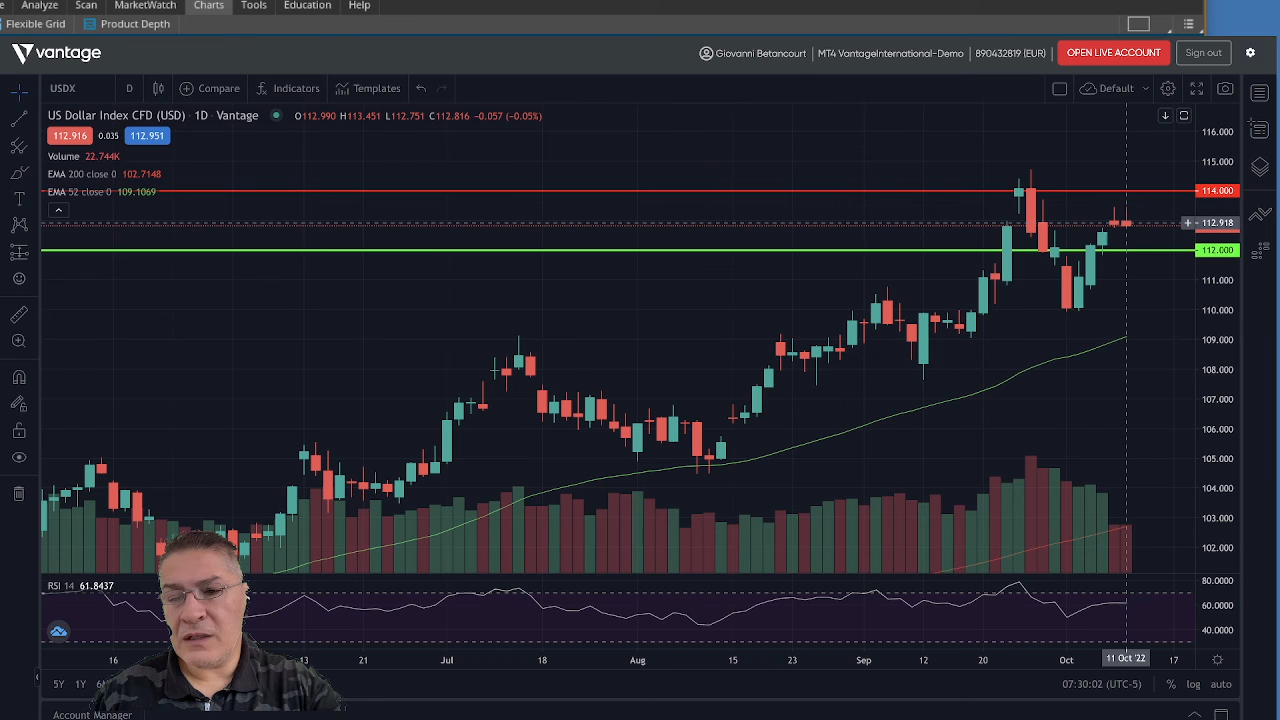 Analyze Scan MarketWatch Charts Tools Education Help
Flexible Grid Product Depth
vantage Giovanni Betancourt MT4 VantageInternational-Demo 890432819 (EUR) OPEN LIVE ACCOUNT Sign out
USDX D Compare Indicators Templates Default
US Dollar Index CFD (USD) · 1D · Vantage O112.990 H113.451 L112.751 C112.816 -0.057 (-0.05%)
112.916 0.035 112.951
Volume 22.744K
EMA 200 close 0 102.7148
EMA 52 close 0 109.1069
116.000
115.000
114.000
112.918
112.000
111.000
110.000
109.000
108.000
107.000
106.000
105.000
104.000
103.000
102.000
RSI 14 61.8437
80.0000
60.0000
40.0000
16 13 21 Jul 18 Aug 15 23 Sep 12 20 Oct 11 Oct '22 17
5Y 1Y 07:30:02 (UTC-5) % log auto
Account Manager